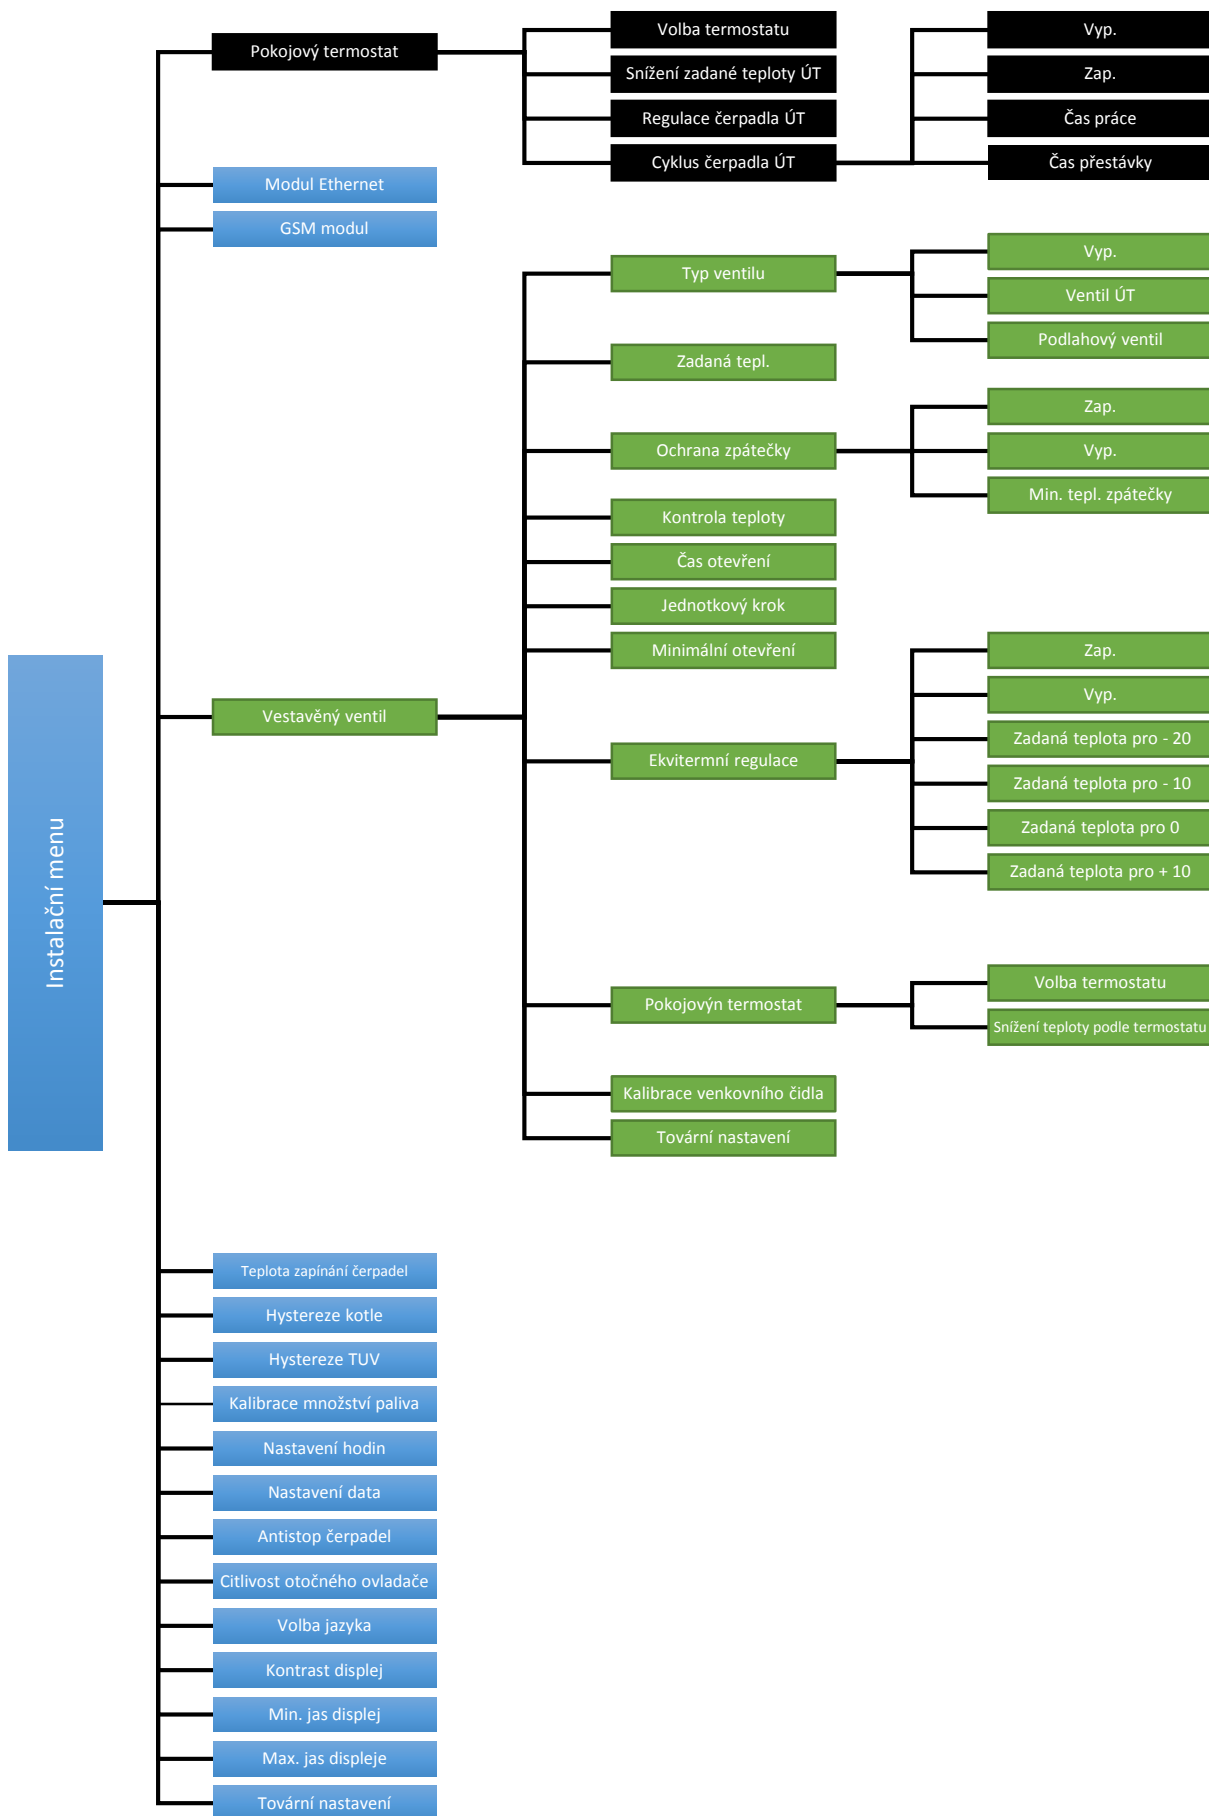 Instalační menu
Pokojový termostat
Volba termostatu
Snížení zadané teploty ÚT
Regulace čerpadla ÚT
Cyklus čerpadla ÚT
Vyp.
Zap.
Čas práce
Čas přestávky
Modul Ethernet
GSM modul
Vestavěný ventil
Typ ventilu
Vyp.
Ventil ÚT
Podlahový ventil
Zadaná tepl.
Ochrana zpátečky
Zap.
Vyp.
Min. tepl. zpátečky
Kontrola teploty
Čas otevření
Jednotkový krok
Minimální otevření
Ekvitermní regulace
Zap.
Vyp.
Zadaná teplota pro - 20
Zadaná teplota pro - 10
Zadaná teplota pro 0
Zadaná teplota pro + 10
Pokojovýn termostat
Volba termostatu
Snížení teploty podle termostatu
Kalibrace venkovního čidla
Tovární nastavení
Teplota zapínání čerpadel
Hystereze kotle
Hystereze TUV
Kalibrace množství paliva
Nastavení hodin
Nastavení data
Antistop čerpadel
Citlivost otočného ovladače
Volba jazyka
Kontrast displej
Min. jas displej
Max. jas displeje
Tovární nastavení